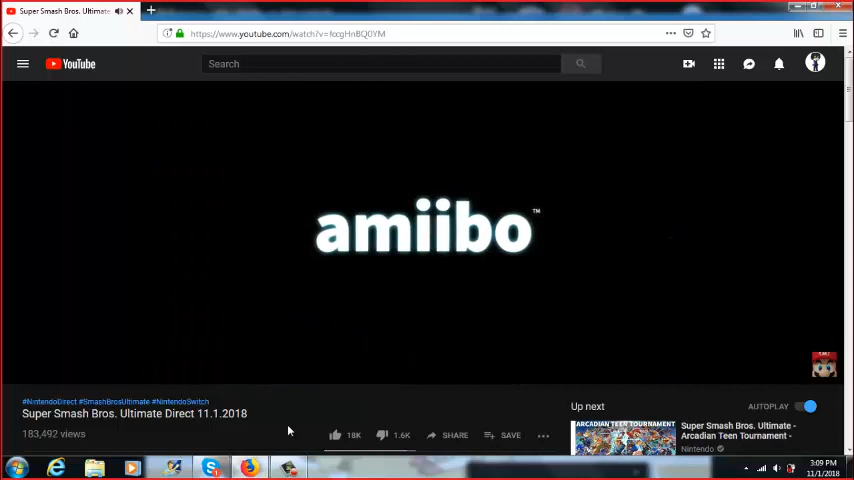 Super Smash Bros. Ultimate
https://www.youtube.com/watch?v=fccgHnBQ0YM
YouTube
Search
amiibo™
#NintendoDirect #SmashBrosUltimate #NintendoSwitch
Super Smash Bros. Ultimate Direct 11.1.2018
183,492 views
18K
1.6K
SHARE
SAVE
Up next
AUTOPLAY
ARCADIAN TEEN TOURNAMENT
Super Smash Bros. Ultimate -
Arcadian Teen Tournament -
Nintendo
3:09 PM
11/1/2018